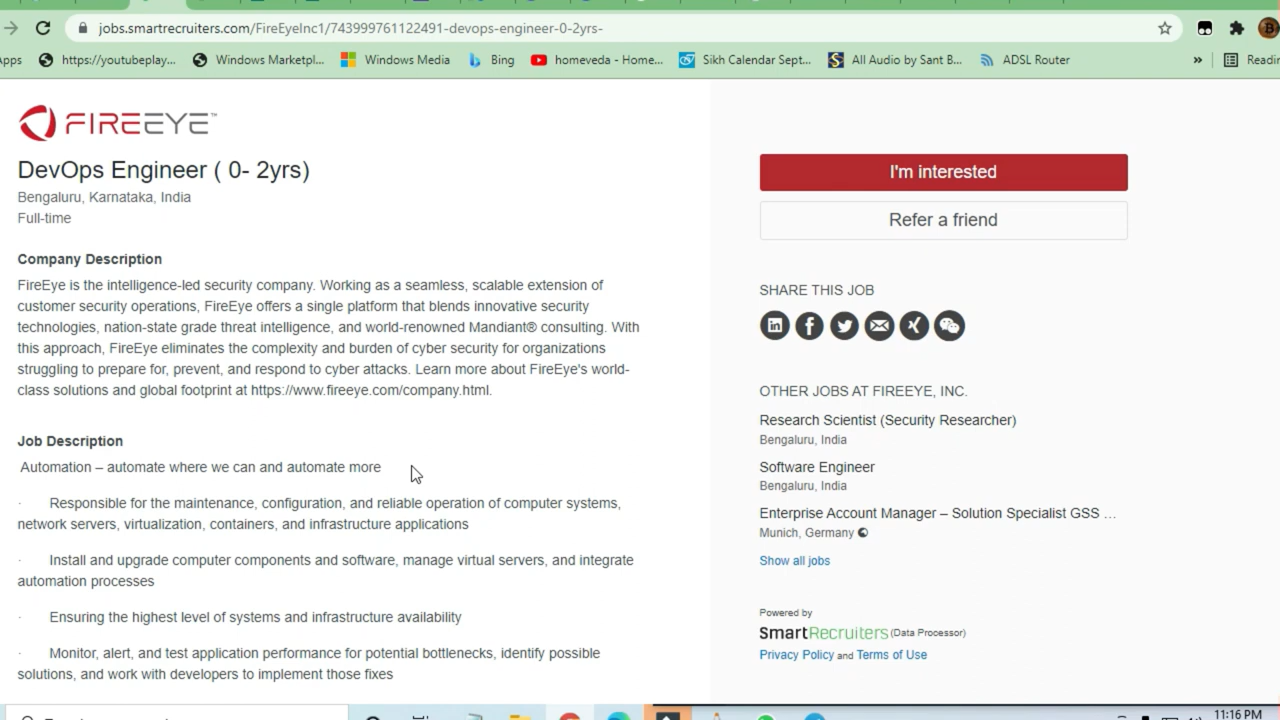 jobs.smartrecruiters.com/FireEyeInc1/743999761122491-devops-engineer-0-2yrs-
Apps https://youtubeplay... Windows Marketpl... Windows Media Bing homeveda - Home... Sikh Calendar Sept... All Audio by Sant B... ADSL Router »
FIREEYE™
DevOps Engineer ( 0- 2yrs)
Bengaluru, Karnataka, India
Full-time
Company Description
FireEye is the intelligence-led security company. Working as a seamless, scalable extension of
customer security operations, FireEye offers a single platform that blends innovative security
technologies, nation-state grade threat intelligence, and world-renowned Mandiant® consulting. With
this approach, FireEye eliminates the complexity and burden of cyber security for organizations
struggling to prepare for, prevent, and respond to cyber attacks. Learn more about FireEye's world-
class solutions and global footprint at https://www.fireeye.com/company.html.
Job Description
Automation – automate where we can and automate more
· Responsible for the maintenance, configuration, and reliable operation of computer systems,
network servers, virtualization, containers, and infrastructure applications
· Install and upgrade computer components and software, manage virtual servers, and integrate
automation processes
· Ensuring the highest level of systems and infrastructure availability
· Monitor, alert, and test application performance for potential bottlenecks, identify possible
solutions, and work with developers to implement those fixes
I'm interested
Refer a friend
SHARE THIS JOB
OTHER JOBS AT FIREEYE, INC.
Research Scientist (Security Researcher)
Bengaluru, India
Software Engineer
Bengaluru, India
Enterprise Account Manager – Solution Specialist GSS ...
Munich, Germany
Show all jobs
Powered by
SmartRecruiters (Data Processor)
Privacy Policy and Terms of Use
11:16 PM